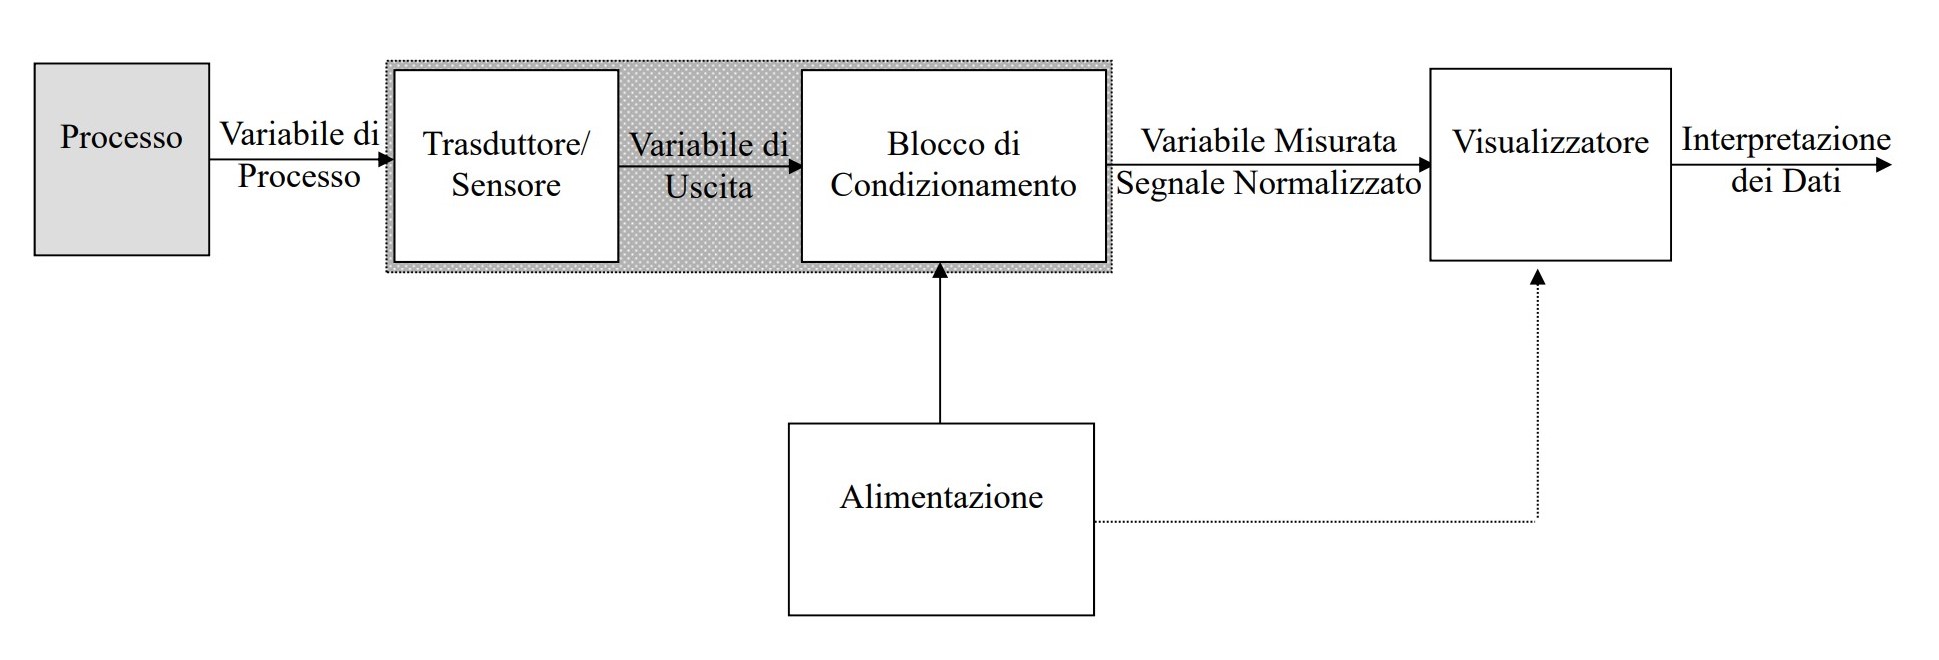 Processo
Variabile di
Processo
Trasduttore/
Sensore
Variabile di
Uscita
Blocco di
Condizionamento
Variabile Misurata
Segnale Normalizzato
Visualizzatore
Interpretazione
dei Dati
Alimentazione